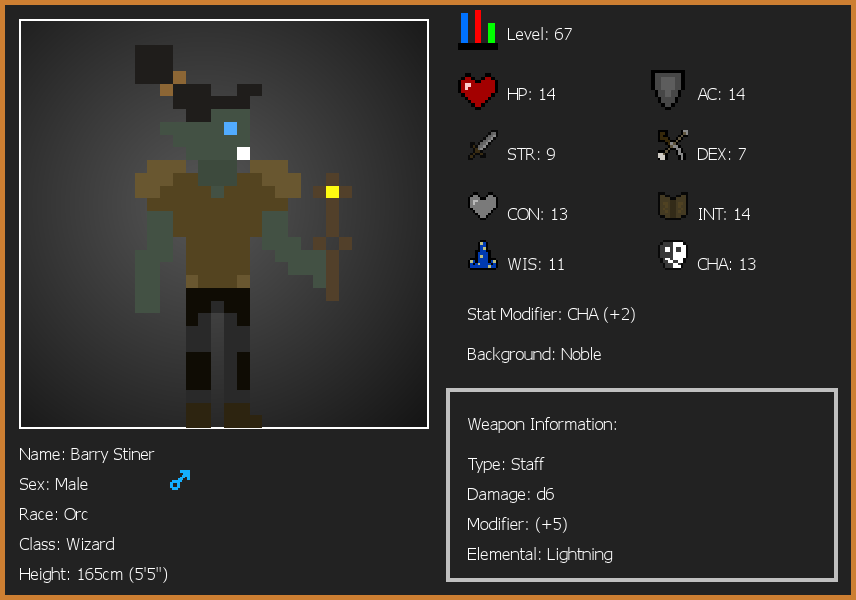 Level: 67
HP: 14
AC: 14
STR: 9
DEX: 7
CON: 13
INT: 14
WIS: 11
CHA: 13
Stat Modifier: CHA (+2)
Background: Noble
Weapon Information:
Type: Staff
Damage: d6
Modifier: (+5)
Elemental: Lightning
Name: Barry Stiner
Sex: Male
Race: Orc
Class: Wizard
Height: 165cm (5'5")